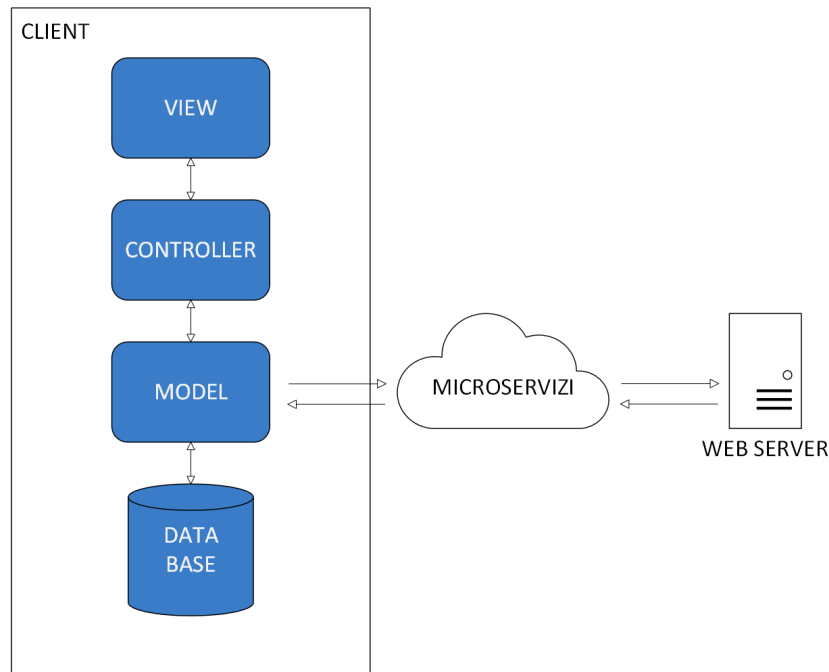 CLIENT
VIEW
CONTROLLER
MODEL
MICROSERVIZI
WEB SERVER
DATA
BASE